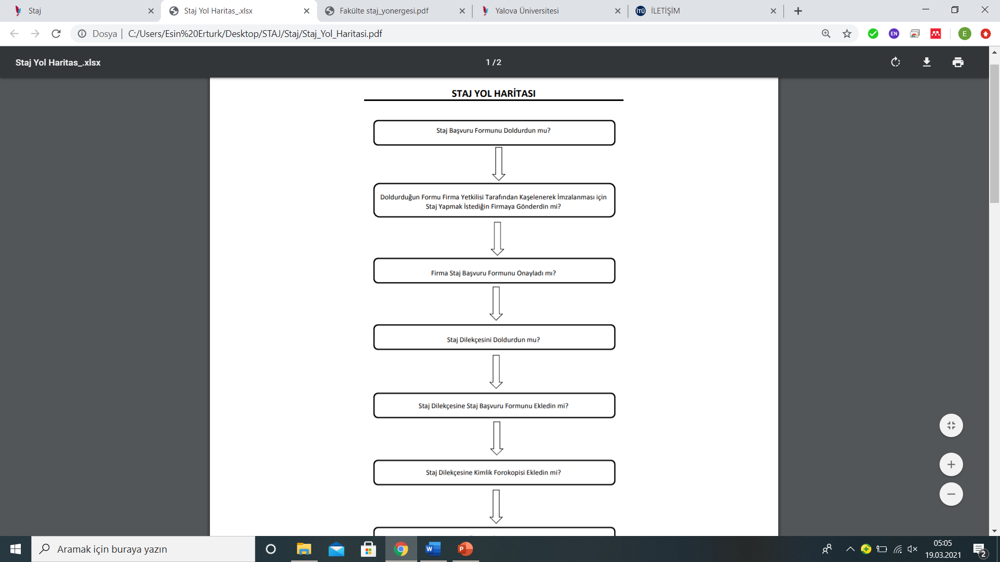 Staj
Staj Yol Haritas_.xlsx
Fakülte staj_yonergesi.pdf
Yalova Üniversitesi
İTÜ
İLETİŞİM
Dosya
C:/Users/Esin%20Erturk/Desktop/STAJ/Staj/Staj_Yol_Haritasi.pdf
EN
E
Staj Yol Haritas_.xlsx
1 / 2
STAJ YOL HARİTASI
Staj Başvuru Formunu Doldurdun mu?
Doldurduğun Formu Firma Yetkilisi Tarafından Kaşelenerek İmzalanması için
Staj Yapmak İstediğin Firmaya Gönderdin mi?
Firma Staj Başvuru Formunu Onayladı mı?
Staj Dilekçesini Doldurdun mu?
Staj Dilekçesine Staj Başvuru Formunu Ekledin mi?
Staj Dilekçesine Kimlik Forokopisi Ekledin mi?
Aramak için buraya yazın
W
P
05:05
19.03.2021
2